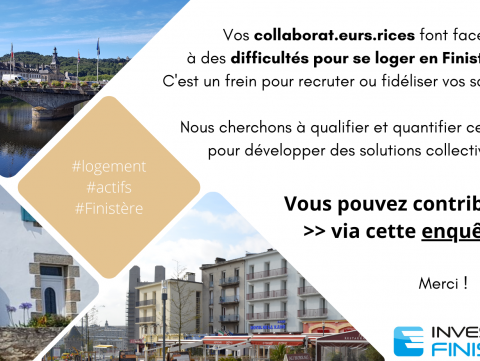 Vos collaborat.eurs.rices font face
à des difficultés pour se loger en Finist
C'est un frein pour recruter ou fidéliser vos sa
Nous cherchons à qualifier et quantifier ce
pour développer des solutions collectiv
#logement
#actifs
#Finistère
Vous pouvez contrib
>> via cette enquê
Merci !
INVES
FINIS